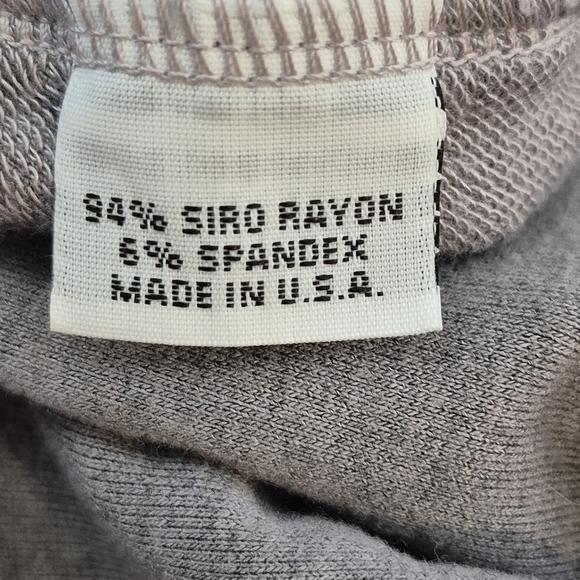 94% SIRO RAYON
6% SPANDEX
MADE IN U.S.A.